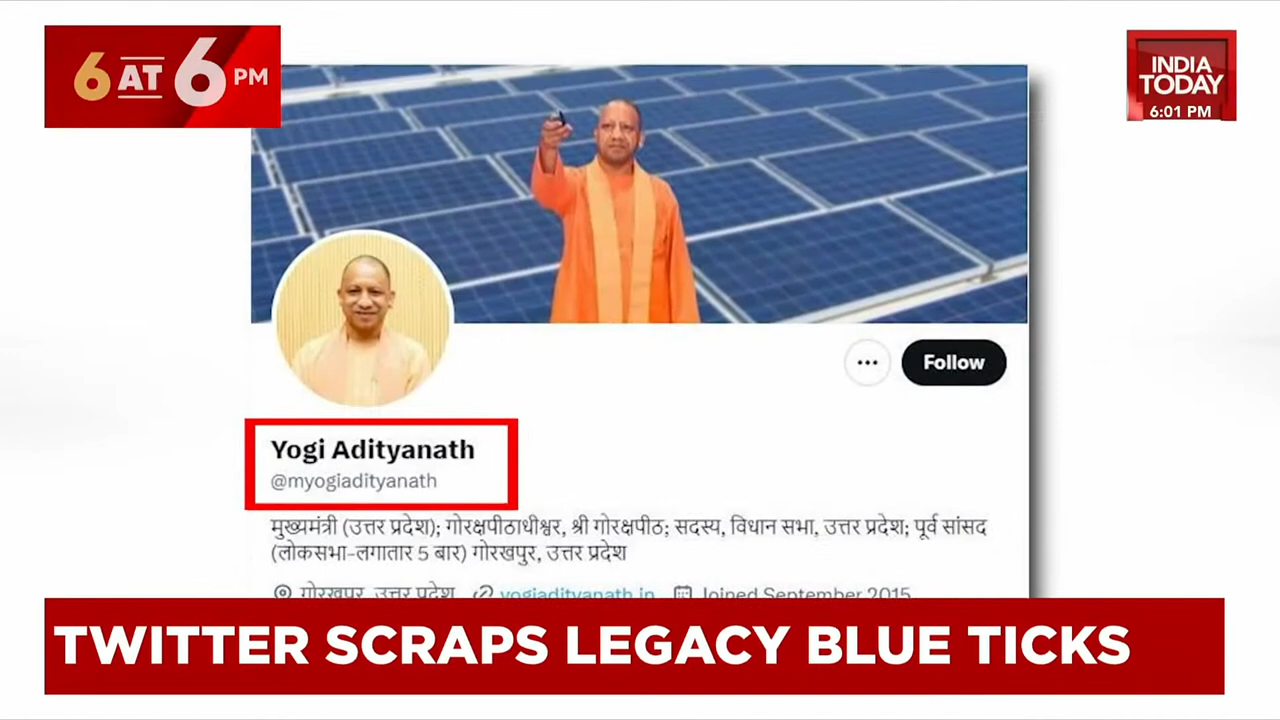 6 AT 6 PM
INDIA
TODAY
6:01 PM
Follow
Yogi Adityanath
@myogiadityanath
मुख्यमंत्री (उत्तर प्रदेश); गोरक्षपीठाधीश्वर, श्री गोरक्षपीठ; सदस्य, विधान सभा, उत्तर प्रदेश; पूर्व सांसद
(लोकसभा-लगातार 5 बार) गोरखपुर, उत्तर प्रदेश
गोरखपुर, उत्तर प्रदेश yogiadityanath.in Joined September 2015
TWITTER SCRAPS LEGACY BLUE TICKS